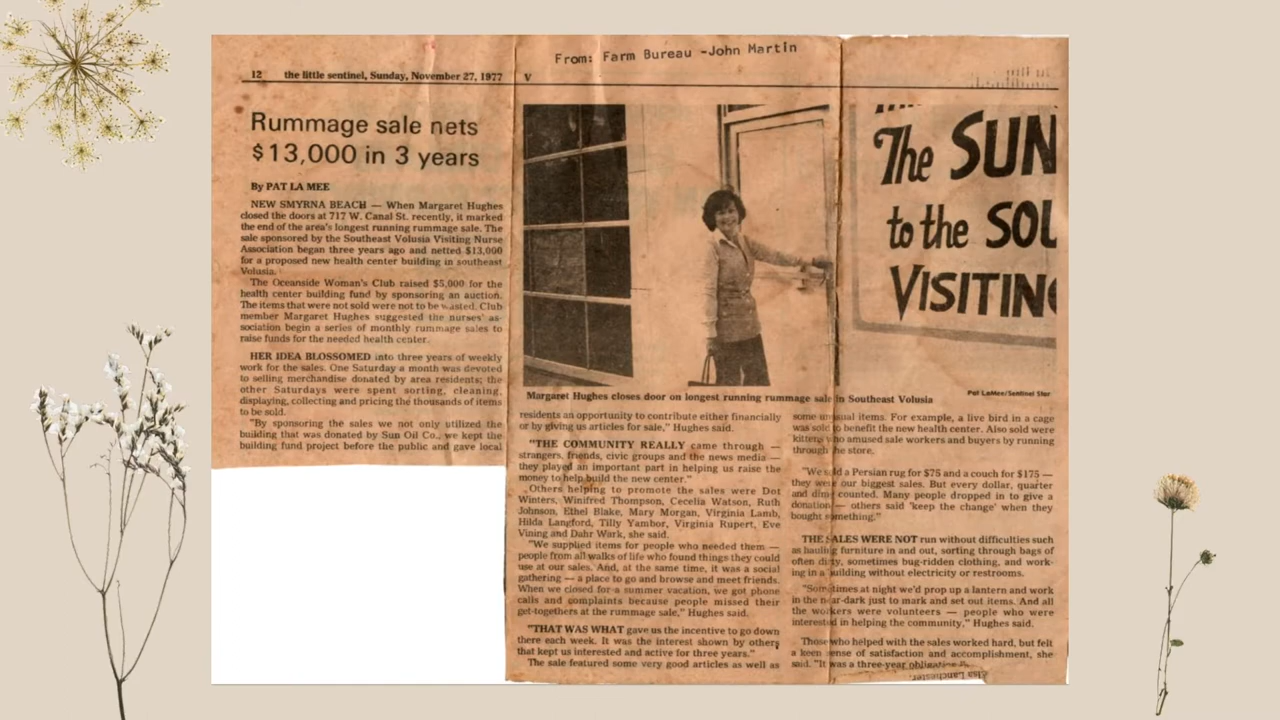 From: Farm Bureau -John Martin
12 the little sentinel, Sunday, November 27, 1977 V
Rummage sale nets
$13,000 in 3 years
By PAT LA MEE
NEW SMYRNA BEACH — When Margaret Hughes
closed the doors at 717 W. Canal St. recently, it marked
the end of the area's longest running rummage sale. The
sale sponsored by the Southeast Volusia Visiting Nurse
Association began three years ago and netted $13,000
for a proposed new health center building in southeast
Volusia.
The Oceanside Woman's Club raised $5,000 for the
health center building fund by sponsoring an auction.
The items that were not sold were not to be wasted. Club
member Margaret Hughes suggested the nurses' as-
sociation begin a series of monthly rummage sales to
raise funds for the needed health center.
HER IDEA BLOSSOMED into three years of weekly
work for the sales. One Saturday a month was devoted
to selling merchandise donated by area residents; the
other Saturdays were spent sorting, cleaning,
displaying, collecting and pricing the thousands of items
to be sold.
"By sponsoring the sales we not only utilized the
building that was donated by Sun Oil Co., we kept the
building fund project before the public and gave local
The SUN
to the SOU
VISITING
Pat LaMee/Sentinel Star
Margaret Hughes closes door on longest running rummage sale in Southeast Volusia
residents an opportunity to contribute either financially
or by giving us articles for sale," Hughes said.
"THE COMMUNITY REALLY came through —
strangers, friends, civic groups and the news media —
they played an important part in helping us raise the
money to help build the new center."
Others helping to promote the sales were Dot
Winters, Winifred Thompson, Cecelia Watson, Ruth
Johnson, Ethel Blake, Mary Morgan, Virginia Lamb,
Hilda Langford, Tilly Yambor, Virginia Rupert, Eve
Vining and Dahr Wark, she said.
"We supplied items for people who needed them —
people from all walks of life who found things they could
use at our sales. And, at the same time, it was a social
gathering — a place to go and browse and meet friends.
When we closed for a summer vacation, we got phone
calls and complaints because people missed their
get-togethers at the rummage sale," Hughes said.
"THAT WAS WHAT gave us the incentive to go down
there each week. It was the interest shown by others
that kept us interested and active for three years."
The sale featured some very good articles as well as
some unusual items. For example, a live bird in a cage
was sold to benefit the new health center. Also sold were
kittens who amused sale workers and buyers by running
through the store.
"We sold a Persian rug for $75 and a couch for $175 —
they were our biggest sales. But every dollar, quarter
and dime counted. Many people dropped in to give a
donation — others said 'keep the change' when they
bought something."
THE SALES WERE NOT run without difficulties such
as hauling furniture in and out, sorting through bags of
often dirty, sometimes bug-ridden clothing, and work-
ing in a building without electricity or restrooms.
"Sometimes at night we'd prop up a lantern and work
in the near-dark just to mark and set out items. And all
the workers were volunteers — people who were
interested in helping the community," Hughes said.
Those who helped with the sales worked hard, but felt
a keen sense of satisfaction and accomplishment, she
said. "It was a three-year obligation
Elsa Lanchester,